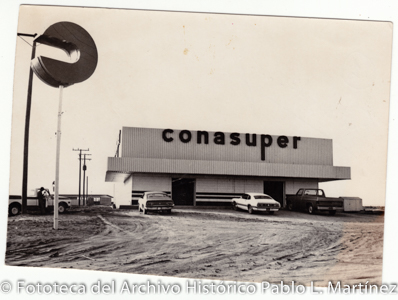 conasuper
© Fototeca del Archivo Histórico Pablo L. Martínez